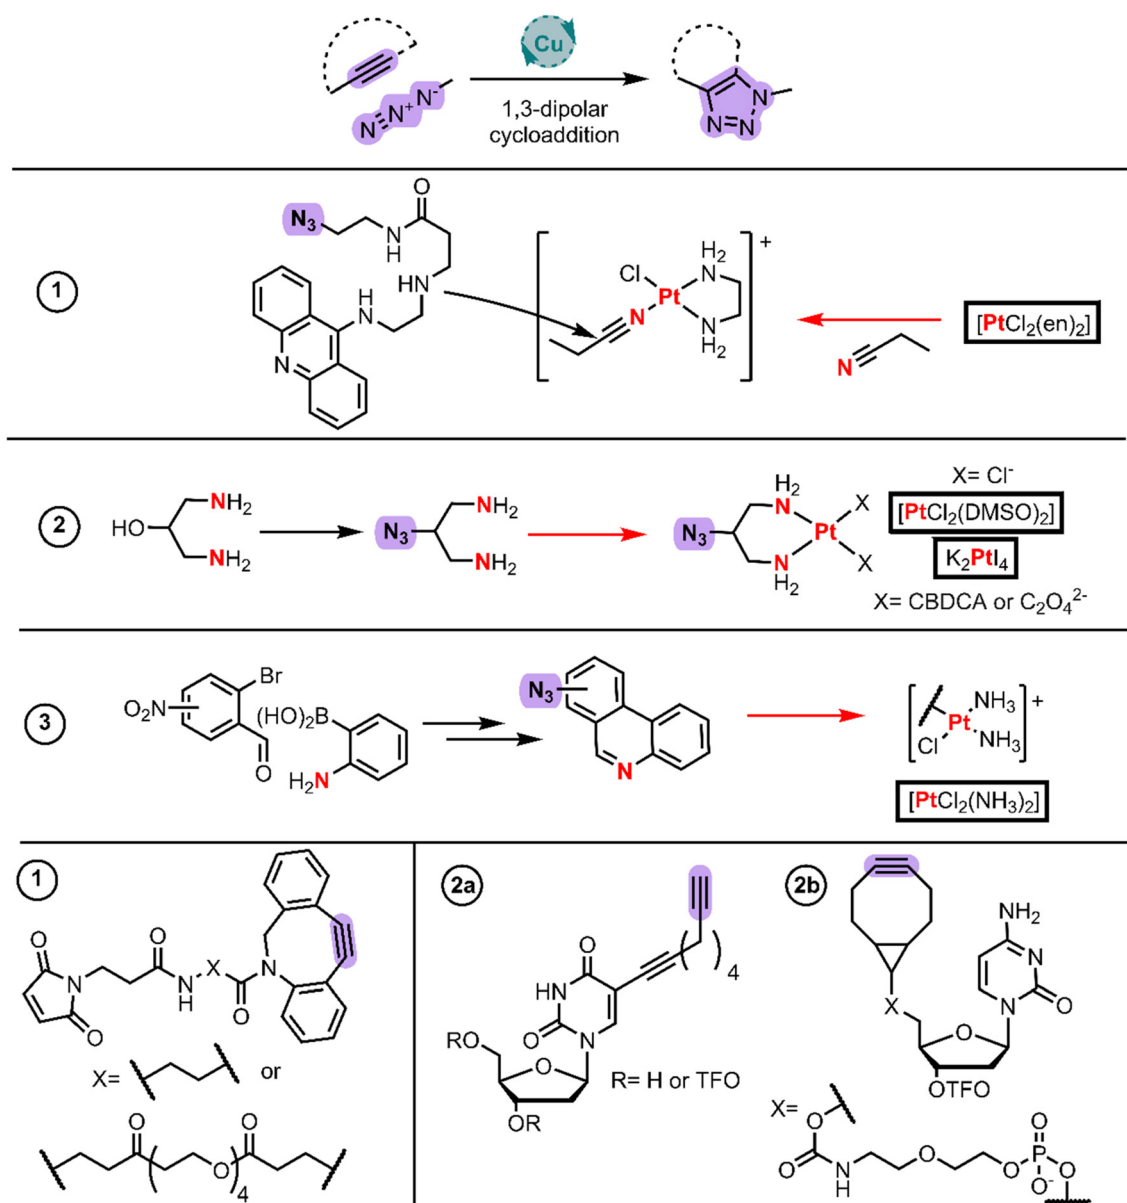 Cu
N≡N⁺ N⁻
1,3-dipolar
cycloaddition
N N=N
1
N₃
O
N
H
HN
H
N
N
Cl
H₂
N
Pt
N
N
H₂
+
N
[PtCl₂(en)₂]
2
HO
NH₂
NH₂
N₃
NH₂
NH₂
N₃
H₂
N
N
H₂
Pt
X
X
X= Cl⁻
[PtCl₂(DMSO)₂]
K₂PtI₄
X= CBDCA or C₂O₄²⁻
3
O₂N
Br
O
(HO)₂B
H₂N
N₃
N
Pt
NH₃
NH₃
Cl
+
[PtCl₂(NH₃)₂]
1
O
N
O
O
N
H
X
O
N
X=
or
O
O
O
4
2a
4
O
HN
O
N
RO
O
OR
R= H or TFO
2b
NH₂
N
N
O
X
O
OTFO
X=
O
O
N
H
O
O
O
P
O⁻
O